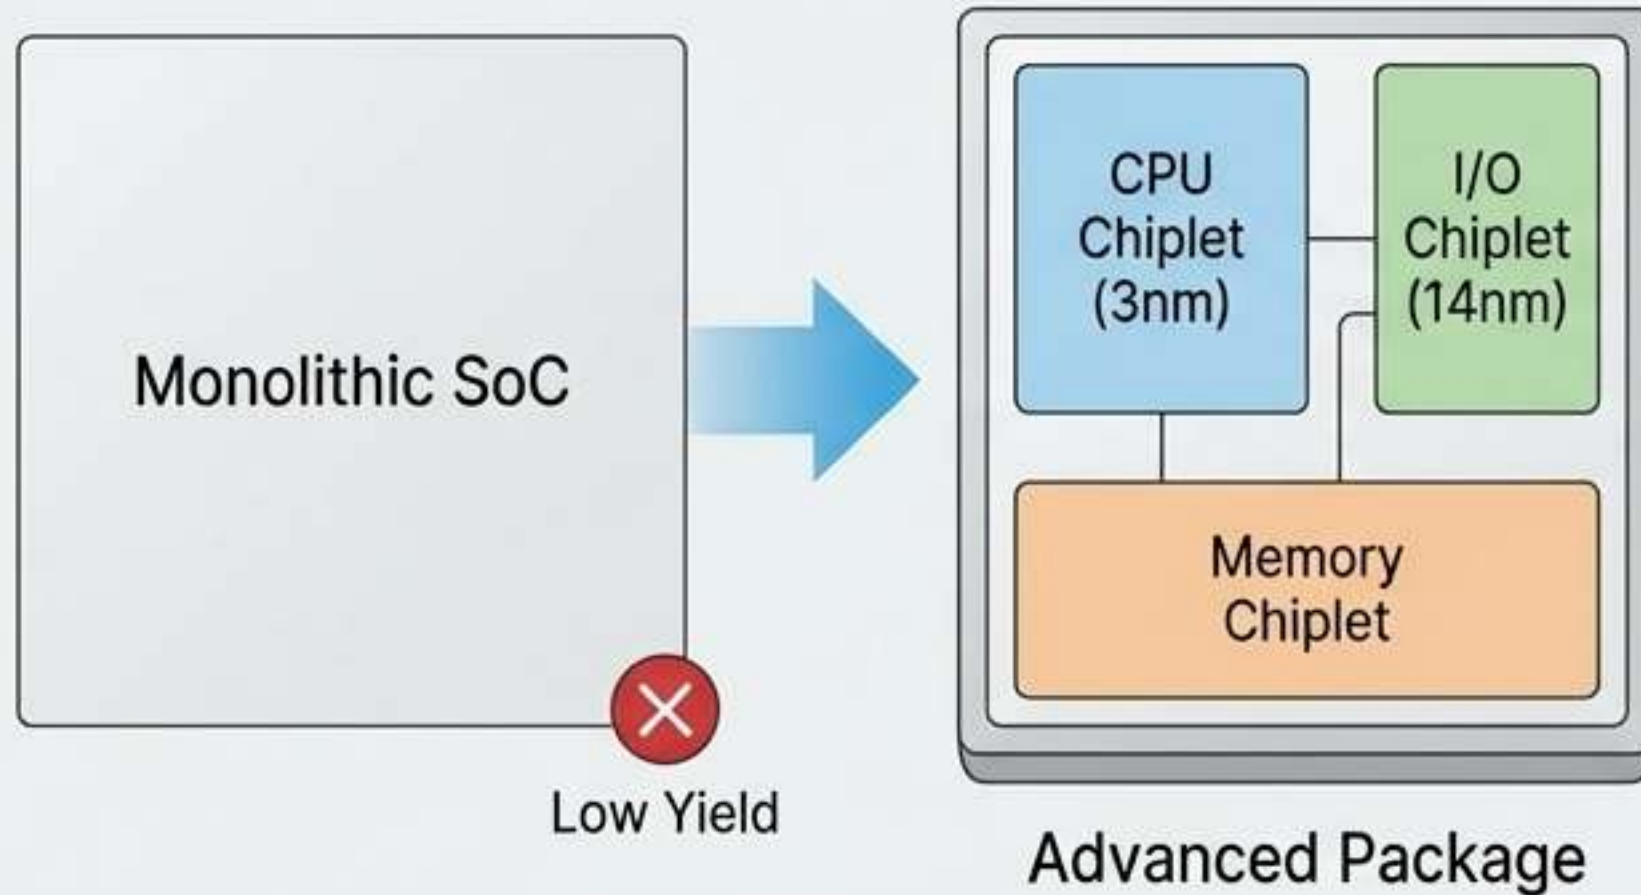 Monolithic SoC
Low Yield
CPU
Chiplet
(3nm)
I/O
Chiplet
(14nm)
Memory
Chiplet
Advanced Package